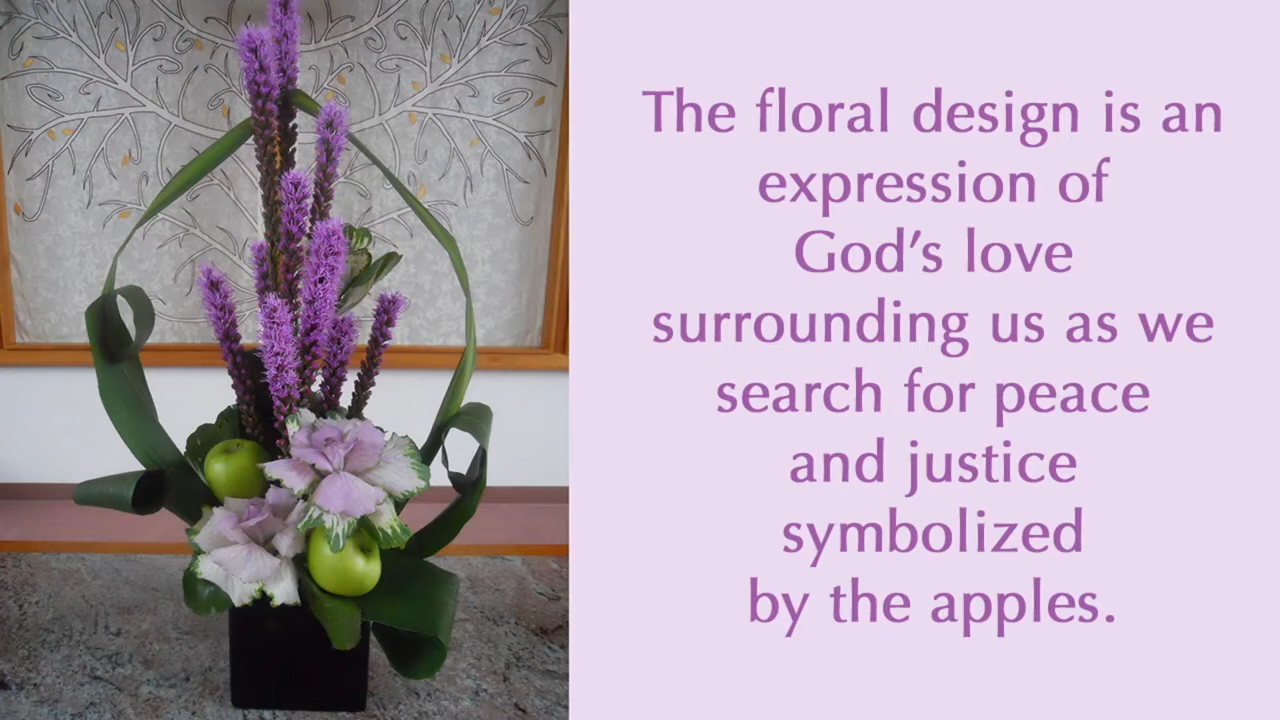 The floral design is an
expression of
God’s love
surrounding us as we
search for peace
and justice
symbolized
by the apples.